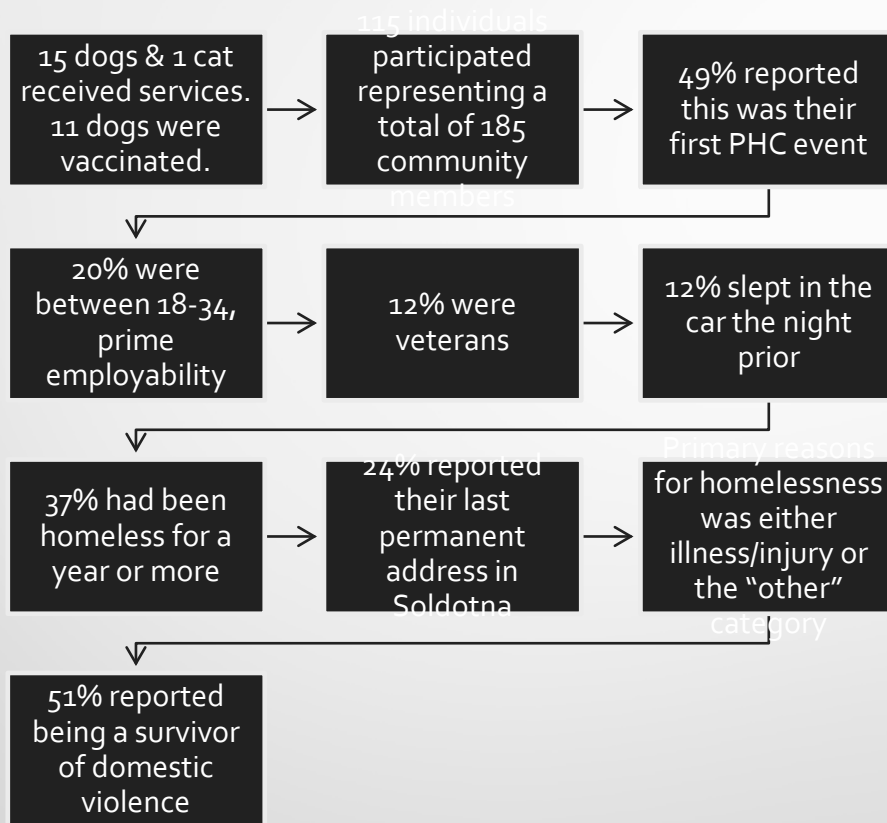 15 dogs & 1 cat
received services.
11 dogs were
vaccinated.
115 individuals
participated
representing a
total of 185
community
members
49% reported
this was their
first PHC event
20% were
between 18-34,
prime
employability
12% were
veterans
12% slept in the
car the night
prior
37% had been
homeless for a
year or more
24% reported
their last
permanent
address in
Soldotna
Primary reasons
for homelessness
was either
illness/injury or
the “other”
category
51% reported
being a survivor
of domestic
violence